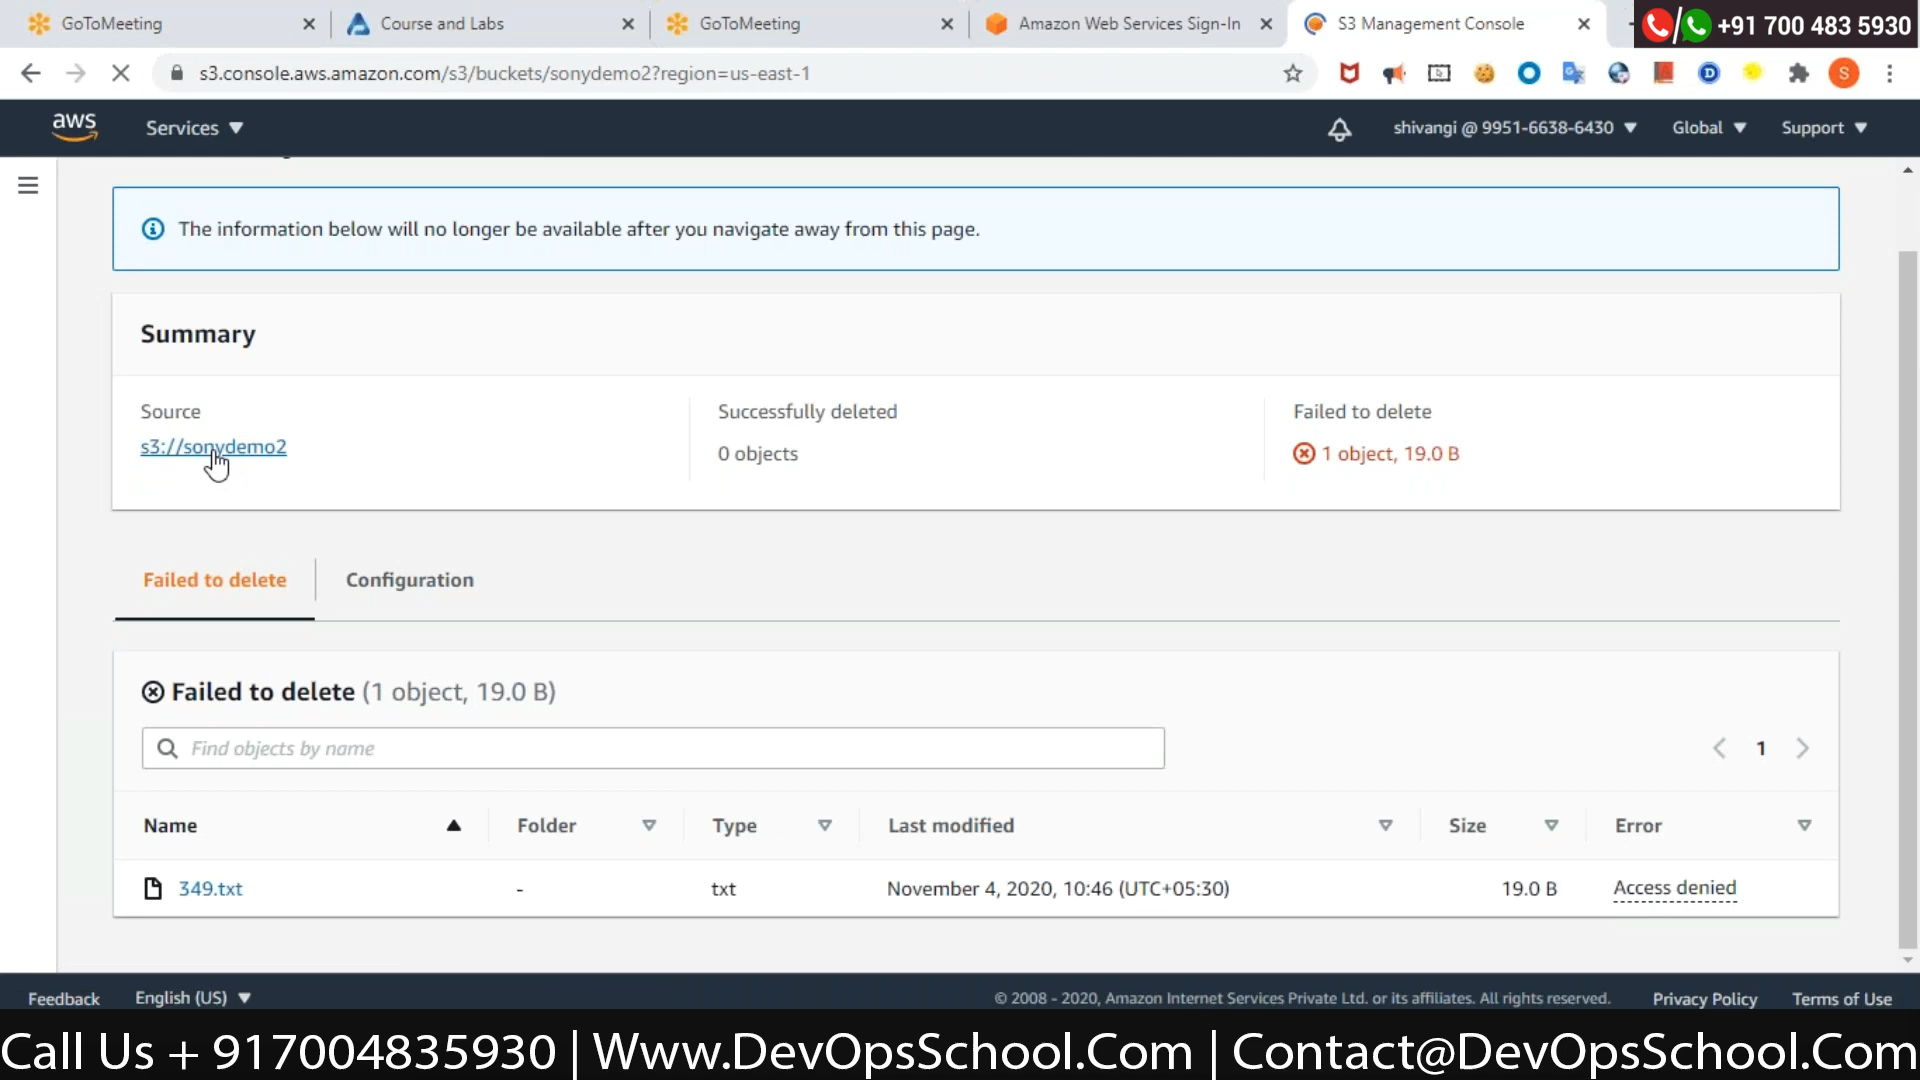 GoToMeeting
Course and Labs
GoToMeeting
Amazon Web Services Sign-In
S3 Management Console
+91 700 483 5930
s3.console.aws.amazon.com/s3/buckets/sonydemo2?region=us-east-1
aws
Services
shivangi @ 9951-6638-6430
Global
Support
The information below will no longer be available after you navigate away from this page.
Summary
Source
Successfully deleted
Failed to delete
s3://sonydemo2
0 objects
1 object, 19.0 B
Failed to delete
Configuration
Failed to delete (1 object, 19.0 B)
Find objects by name
1
Name
Folder
Type
Last modified
Size
Error
349.txt
-
txt
November 4, 2020, 10:46 (UTC+05:30)
19.0 B
Access denied
Feedback
English (US)
© 2008 - 2020, Amazon Internet Services Private Ltd. or its affiliates. All rights reserved.
Privacy Policy
Terms of Use
Call Us + 917004835930 | Www.DevOpsSchool.Com | Contact@DevOpsSchool.Com